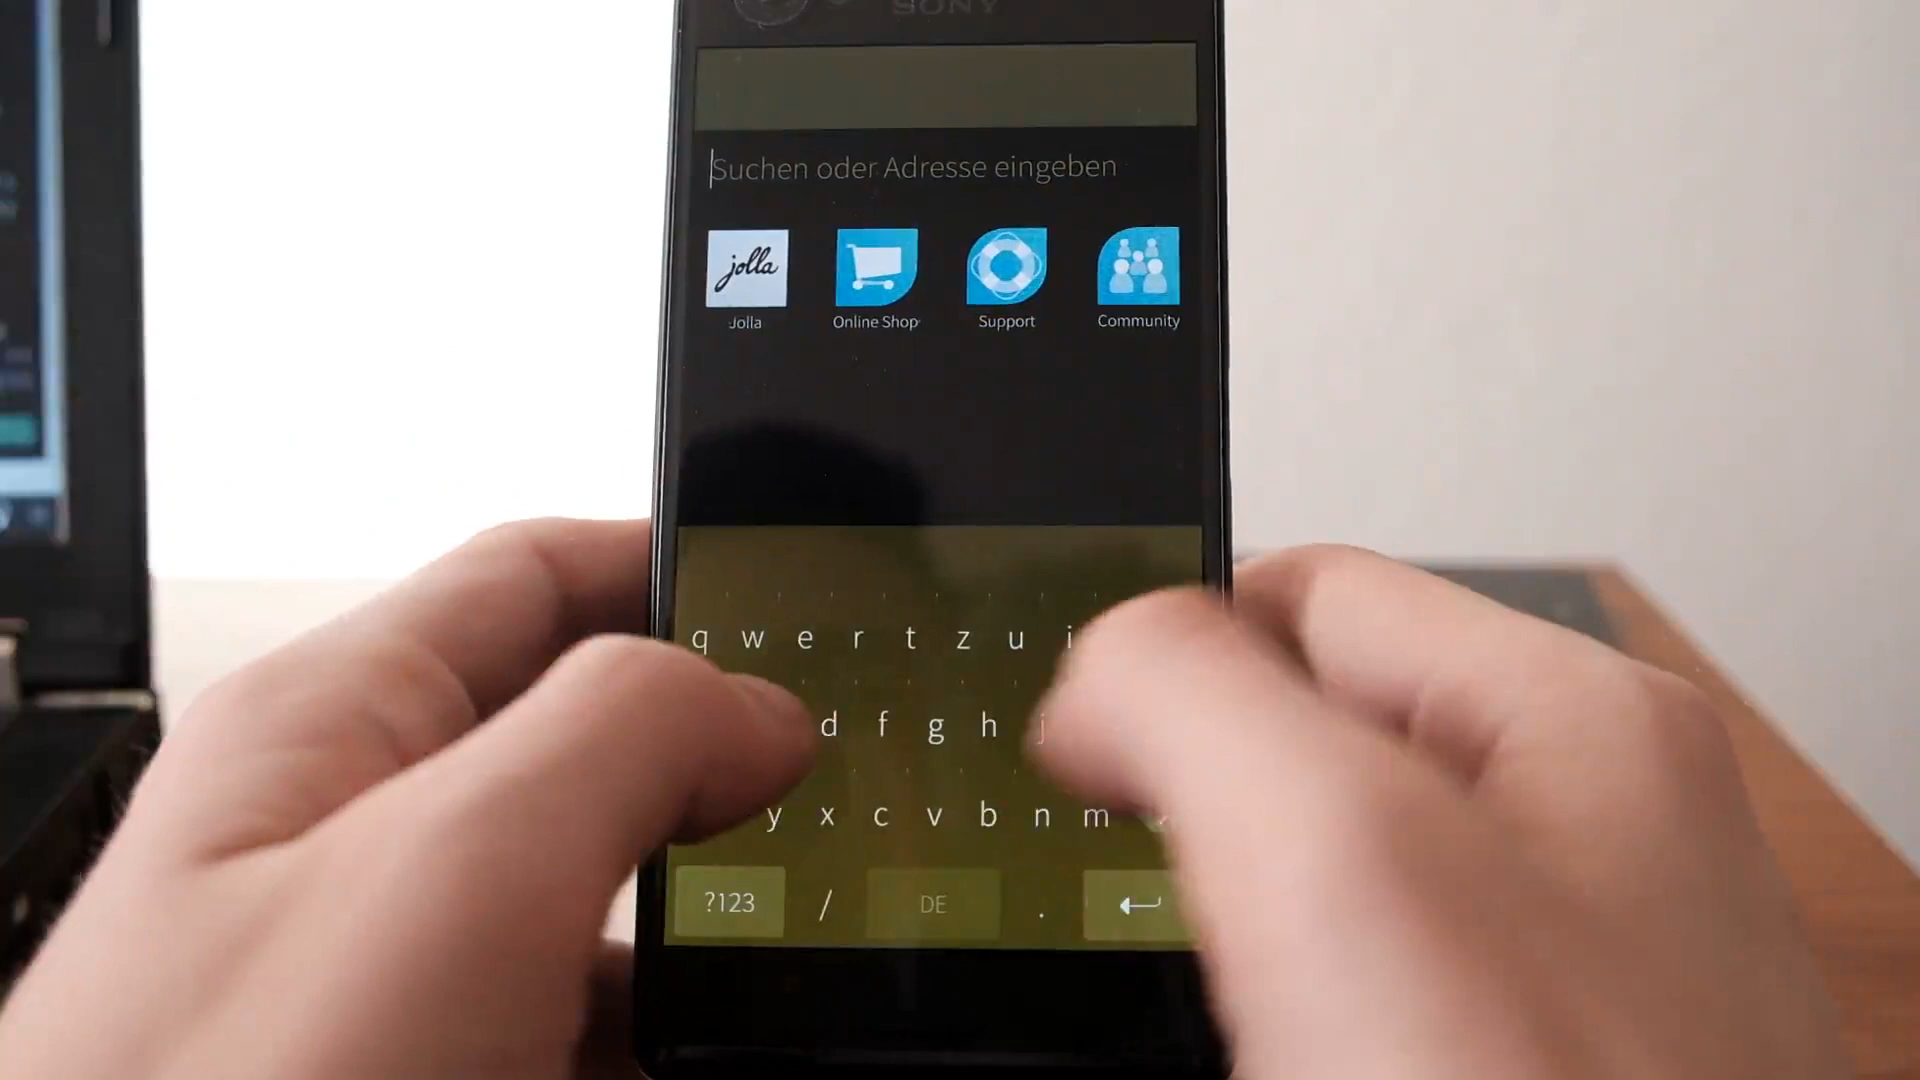 SONY
Suchen oder Adresse eingeben
jolla
Jolla Online Shop Support Community
q w e r t z u i
d f g h j
y x c v b n m
?123 / DE .